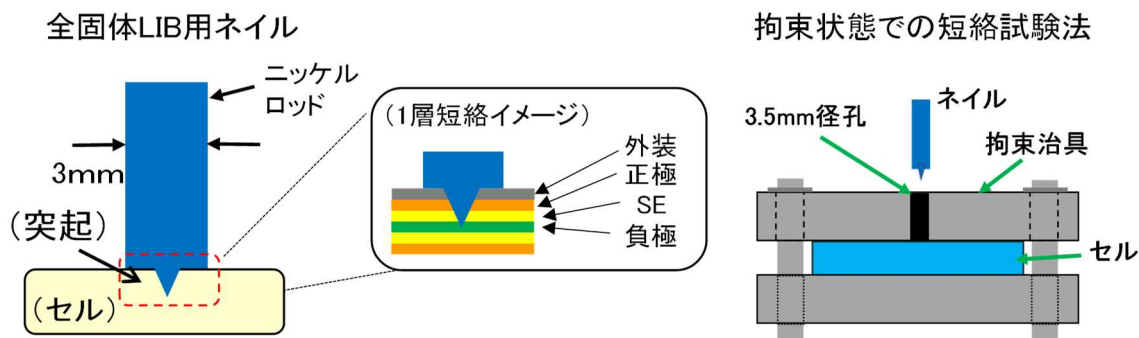 全固体LIB用ネイル
ニッケル
ロッド
3mm
(突起)
(セル)
(1層短絡イメージ)
外装
正極
SE
負極
拘束状態での短絡試験法
ネイル
3.5mm径孔
拘束治具
セル